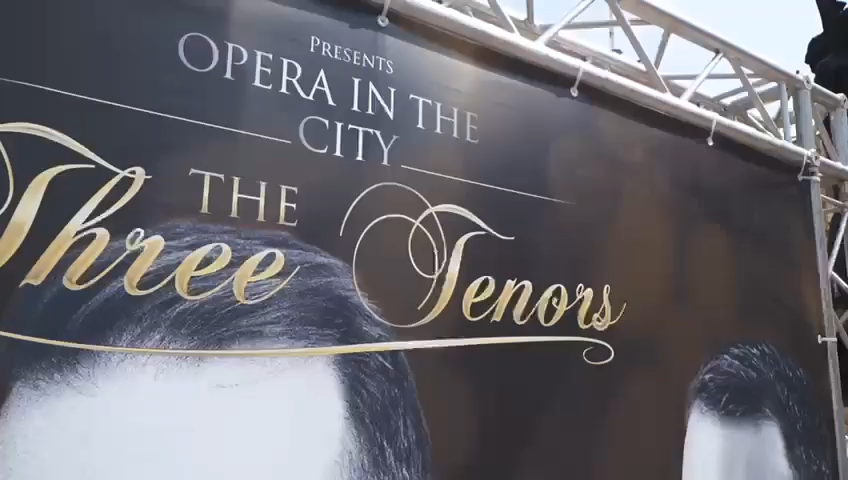 PRESENTS
OPERA IN THE
CITY
THE
Three Tenors